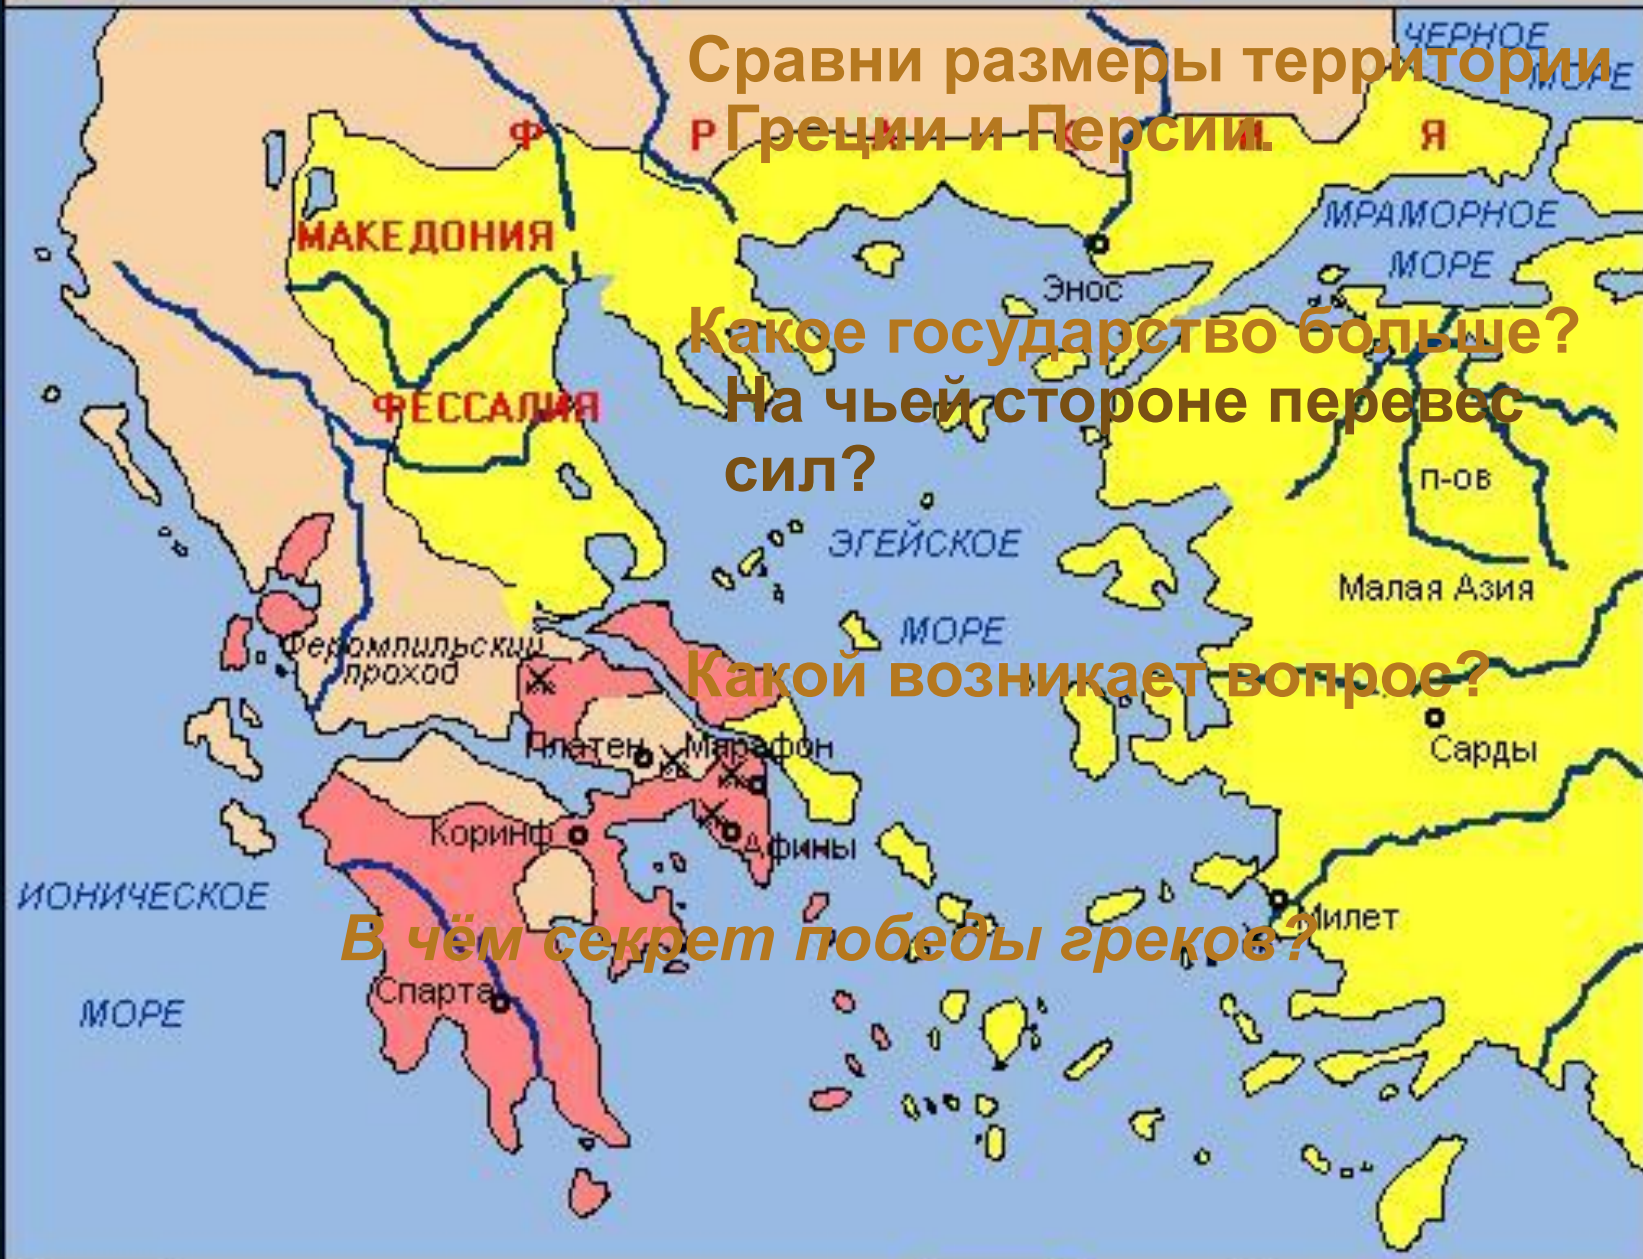 Сравни размеры территории
Греции и Персии.
Какое государство больше?
На чьей стороне перевес
сил?
Какой возникает вопрос?
В чём секрет победы греков?
ЧЕРНОЕ
МОРЕ
Ф Р А К И Я
МРАМОРНОЕ
МОРЕ
МАКЕДОНИЯ
Энос
ФЕССАЛИЯ
п-ов
ЭГЕЙСКОЕ
МОРЕ
Малая Азия
Феромпильский
проход
Платеи
Марафон
Сарды
Коринф
Афины
ИОНИЧЕСКОЕ
МОРЕ
Милет
Спарта